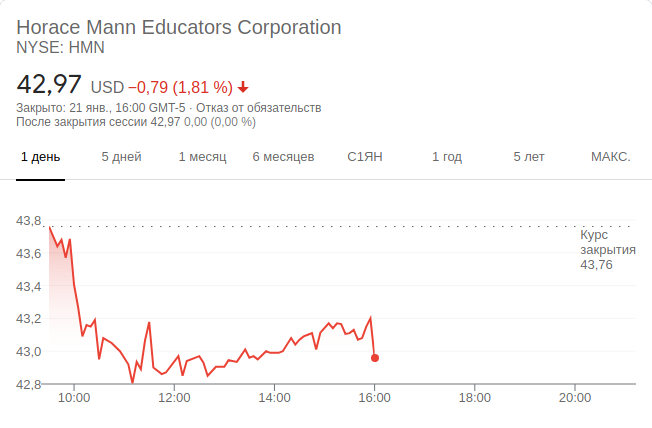 Horace Mann Educators Corporation
NYSE: HMN
42,97 USD −0,79 (1,81 %)
Закрыто: 21 янв., 16:00 GMT-5 · Отказ от обязательств
После закрытия сессии 42,97 0,00 (0,00 %)
1 день 5 дней 1 месяц 6 месяцев С1ЯН 1 год 5 лет МАКС.
43,8
Курс
закрытия
43,76
43,6
43,4
43,2
43,0
42,8
10:00 12:00 14:00 16:00 18:00 20:00